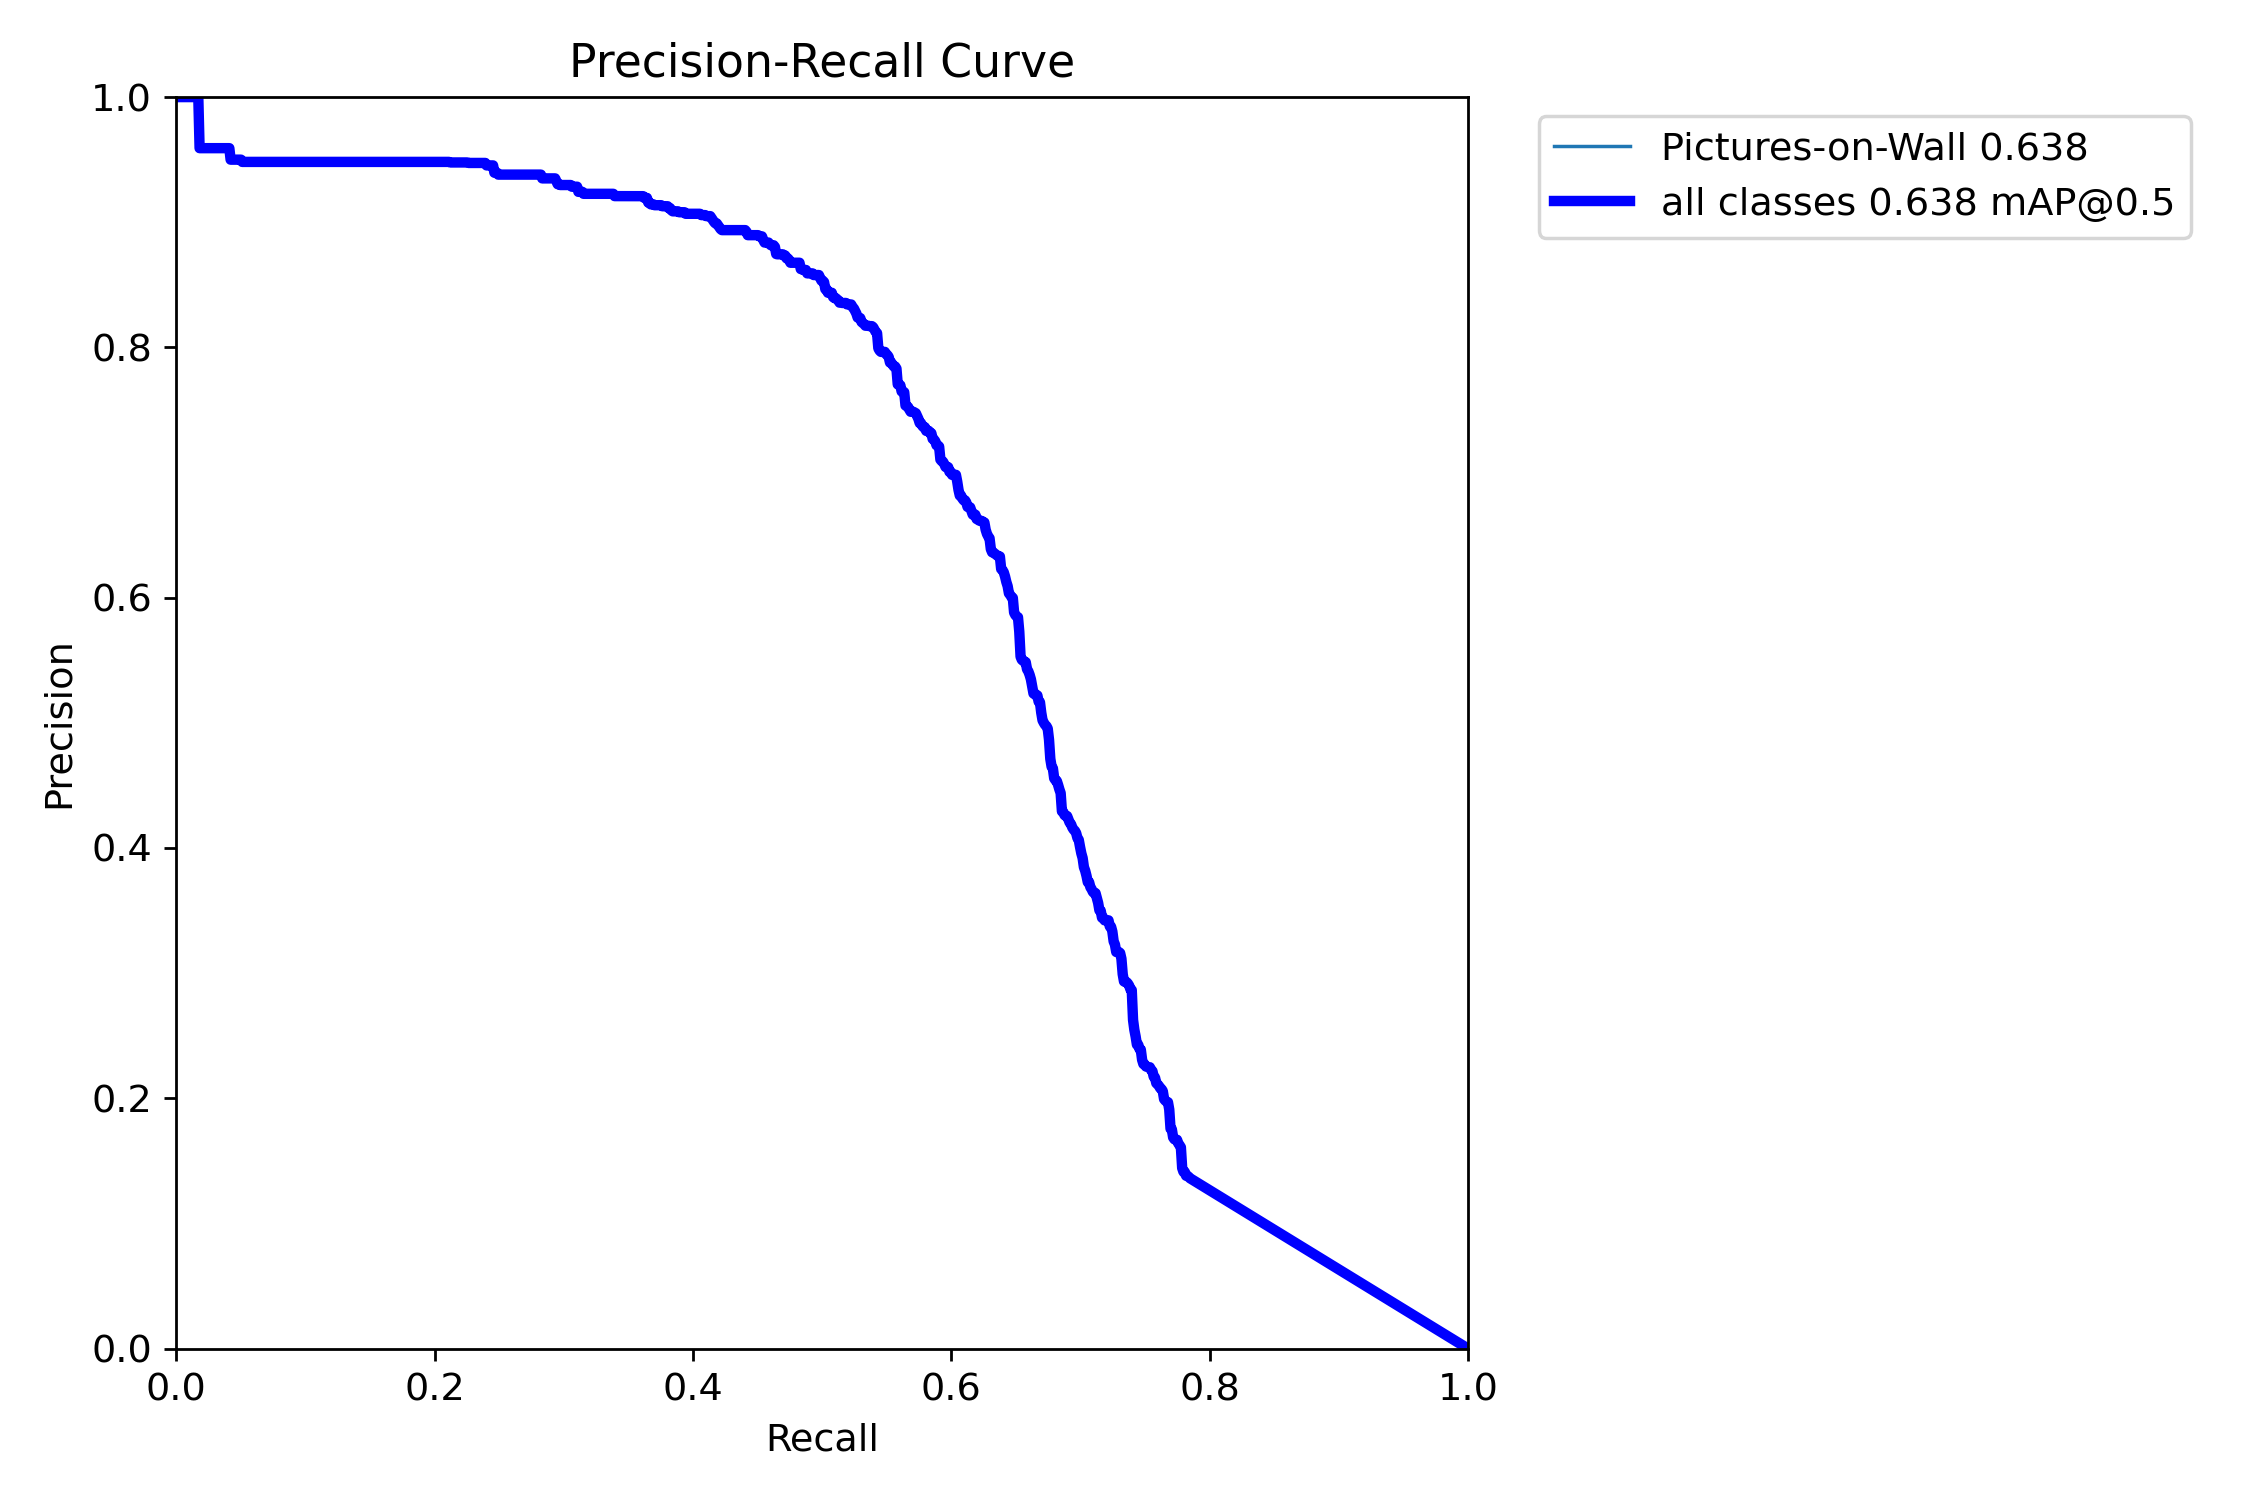 Precision-Recall Curve
Pictures-on-Wall 0.638
all classes 0.638 mAP@0.5
Precision
1.0
0.8
0.6
0.4
0.2
0.0
0.0 0.2 0.4 0.6 0.8 1.0
Recall